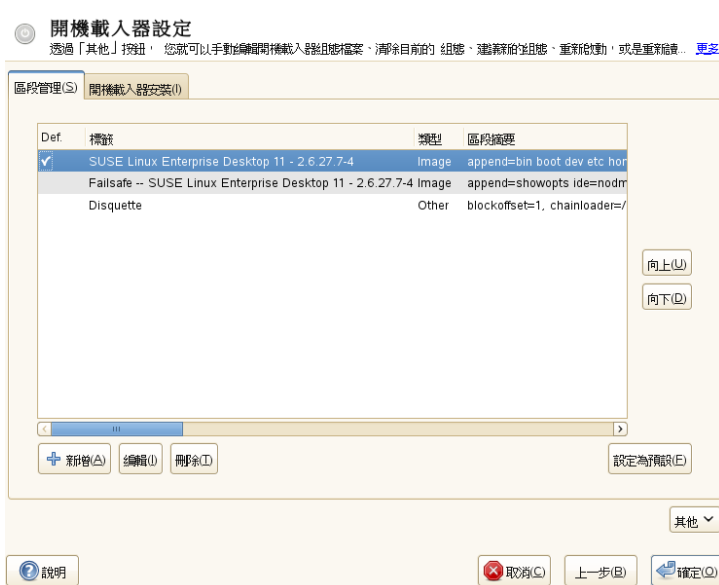 開機載入器設定
透過「其他」按鈕， 您就可以手動編輯開機載入器組態檔案、清除目前的 組態、建議新的組態、重新啟動，或是重新讀... 更多
區段管理(S) 開機載入器安裝(I)
Def. 標籤 類型 區段摘要
SUSE Linux Enterprise Desktop 11 - 2.6.27.7-4 Image append=bin boot dev etc hom
Failsafe -- SUSE Linux Enterprise Desktop 11 - 2.6.27.7-4 Image append=showopts ide=nodm
Disquette Other blockoffset=1, chainloader=/
向上(U)
向下(D)
新增(A) 編輯(I) 刪除(T) 設定為預設(F)
其他
說明 取消(C) 上一步(B) 確定(O)